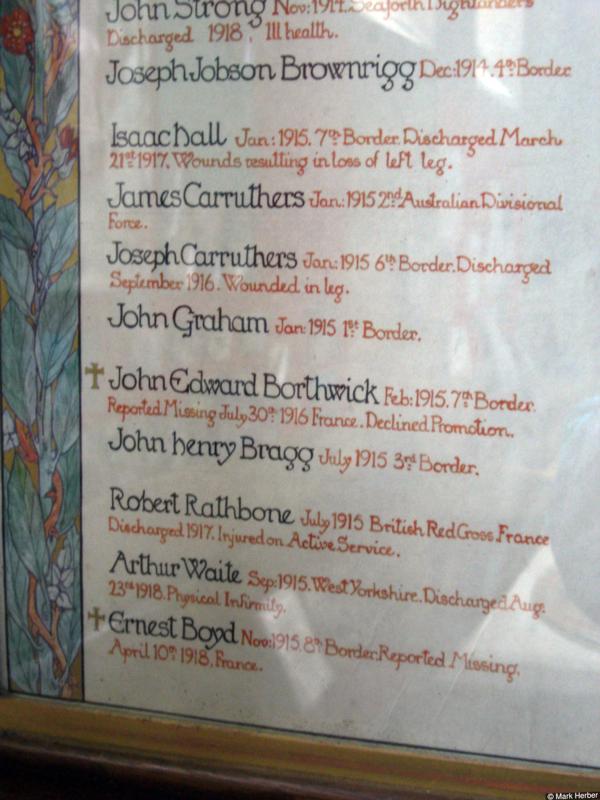 John Strong Nov: 1914. Seaforth Highlanders
Discharged 1918. Ill health.
Joseph Jobson Brownrigg Dec: 1914. 4th Border
Isaac Hall Jan: 1915. 7th Border. Discharged March
21st 1917. Wounds resulting in loss of left leg.
James Carruthers Jan: 1915 2nd Australian Divisional
Force.
Joseph Carruthers Jan: 1915 6th Border. Discharged
September 1916. Wounded in leg.
John Graham Jan: 1915 1st Border.
John Edward Borthwick Feb: 1915. 7th Border.
Reported Missing July 30th 1916 France. Declined Promotion.
John henry Bragg July 1915 3rd Border.
Robert Rathbone July 1915 British Red Cross. France
Discharged 1917. Injured on Active Service.
Arthur Waite Sep: 1915. West Yorkshire. Discharged Aug.
23rd 1918. Physical Infirmity.
Ernest Boyd Nov: 1915. 8th Border. Reported Missing.
April 10th 1918. France.
© Mark Herber